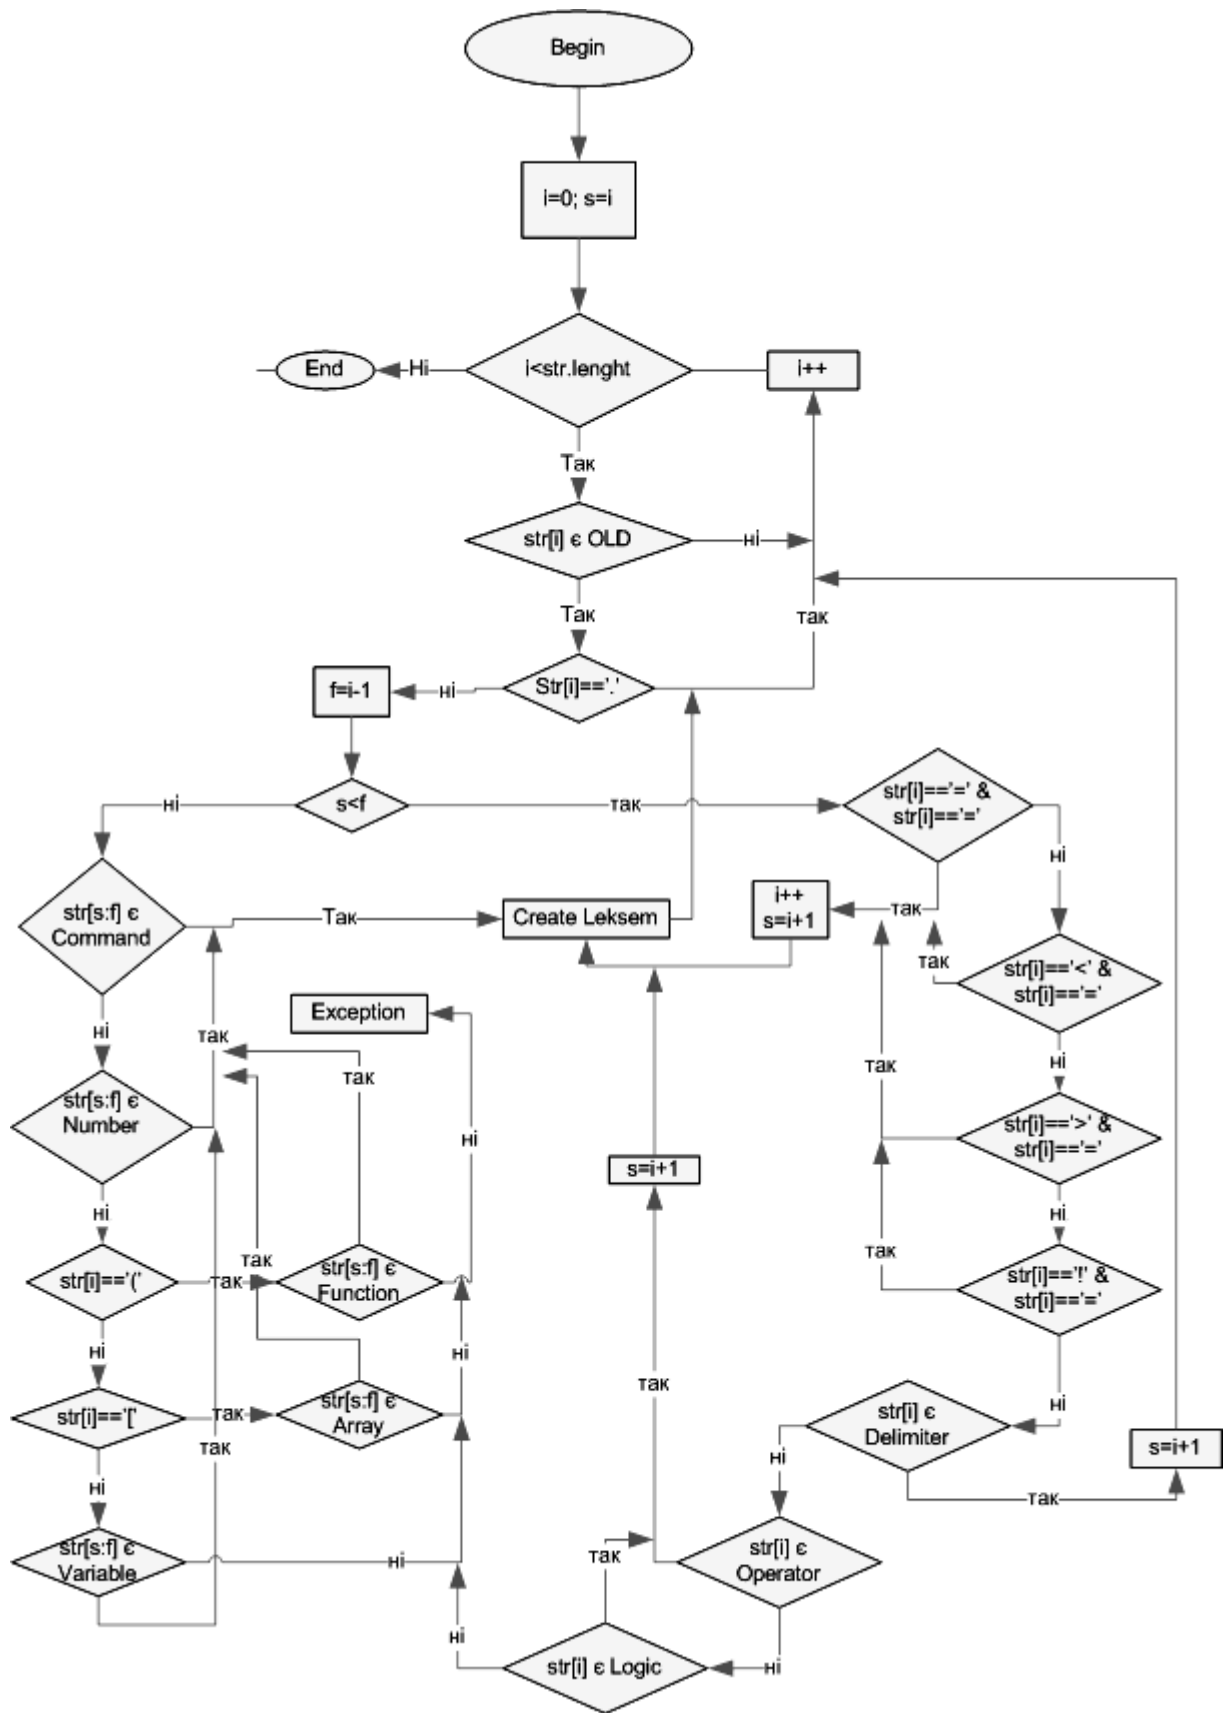 Begin
i=0; s=i
i<str.lenght
i++
End
Ні
Так
str[i] є OLD
ні
Так
так
Str[i]=='.'
ні
f=i-1
s<f
ні
так
str[i]=='=' &
str[i]=='='
ні
str[s:f] є
Command
Так
Create Leksem
i++
s=i+1
так
так
str[i]=='<' &
str[i]=='='
ні
Exception
ні
так
так
так
ні
str[s:f] є
Number
str[i]=='>' &
str[i]=='='
ні
s=i+1
ні
ні
так
так
str[i]=='('
так
str[s:f] є
Function
str[i]=='!' &
str[i]=='='
ні
ні
так
ні
str[i]=='['
так
str[s:f] є
Array
str[i] є
Delimiter
s=i+1
так
ні
ні
так
str[s:f] є
Variable
ні
так
str[i] є
Operator
ні
str[i] є Logic
ні